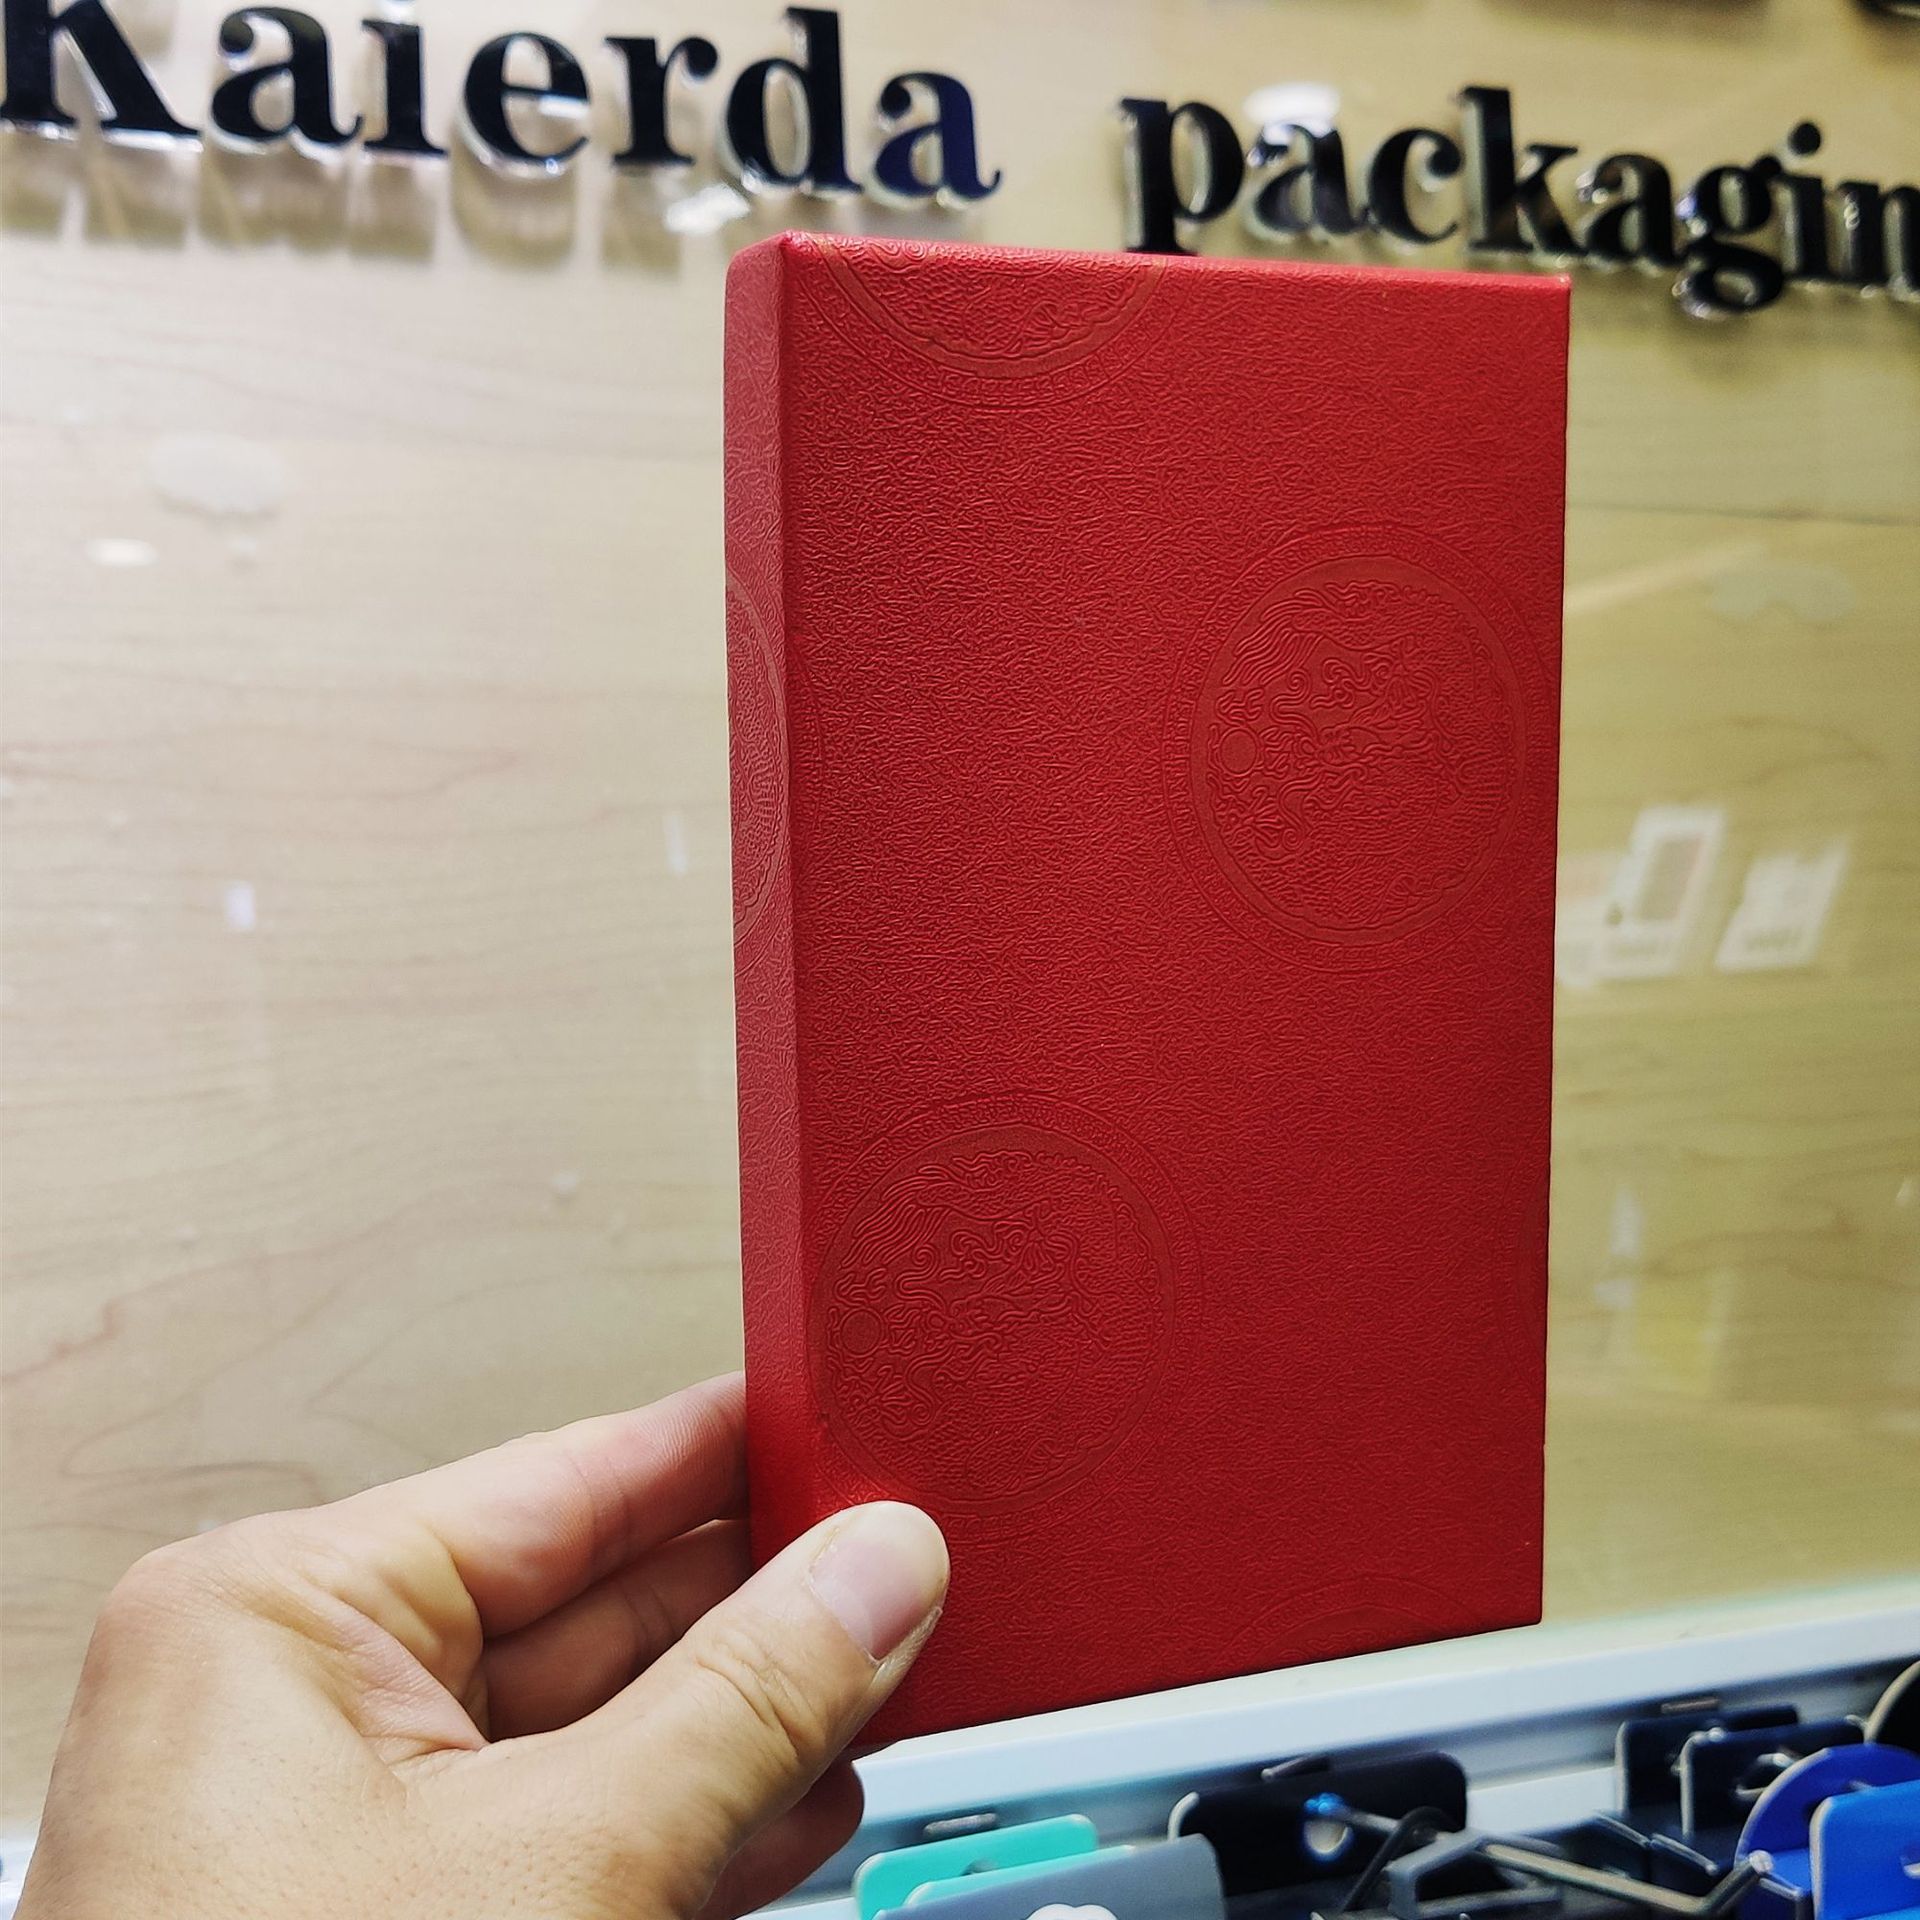 Kaierda packagin